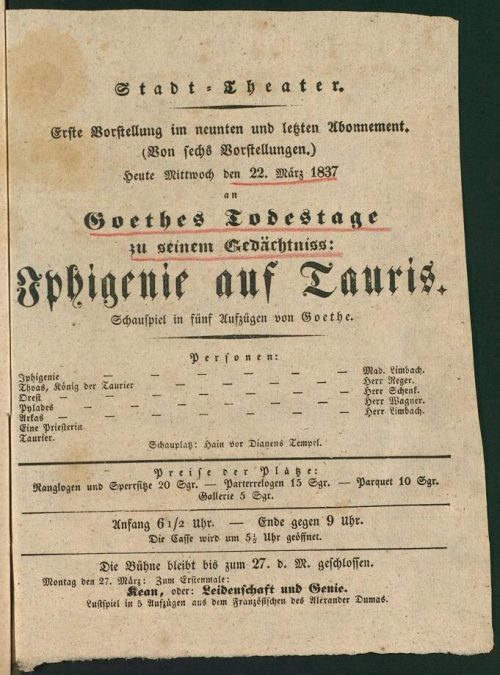 Stadt-Theater.
Erste Vorstellung im neunten und letzten Abonnement.
(Von sechs Vorstellungen.)
Heute Mittwoch den 22. März 1837
an
Goethes Todestage
zu seinem Gedächtniss:
Iphigenie auf Tauris.
Schauspiel in fünf Aufzügen von Goethe.
Personen:
Iphigenie — — — — — — — Mad. Limbach.
Thoas, König der Taurier — — — — — Herr Reger.
Orest — — — — — — — Herr Schenk.
Pylades — — — — — — — Herr Wagner.
Arkas — — — — — — — Herr Limbach.
Eine Priesterin.
Taurier.
Schauplatz: Hain vor Dianens Tempel.
Preise der Plätze:
Ranglogen und Sperrsitze 20 Sgr. — Parterrelogen 15 Sgr. — Parquet 10 Sgr.
Gallerie 5 Sgr.
Anfang 6 1/2 Uhr. — Ende gegen 9 Uhr.
Die Casse wird um 5½ Uhr geöffnet.
Die Bühne bleibt bis zum 27. d. M. geschlossen.
Montag den 27. März: Zum Erstenmale:
Kean, oder: Leidenschaft und Genie.
Lustspiel in 5 Aufzügen aus dem Französischen des Alexander Dumas.